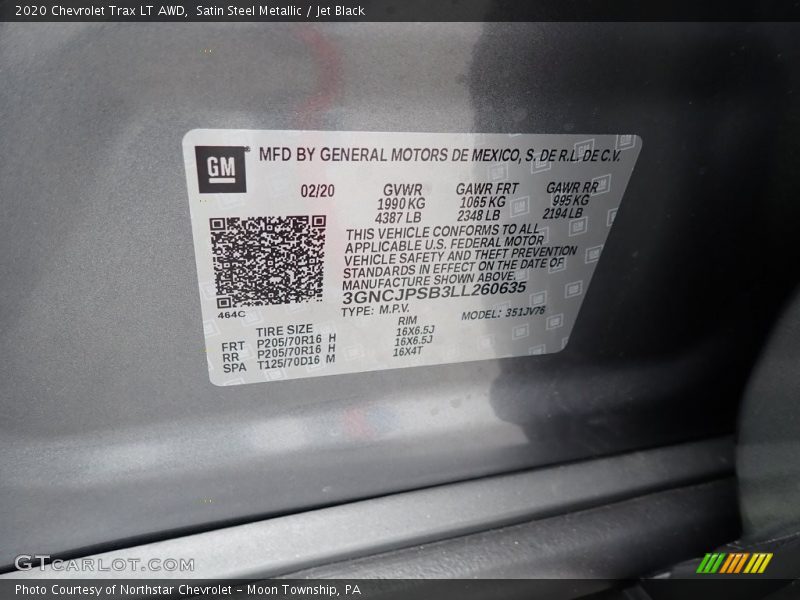 2020 Chevrolet Trax LT AWD,  Satin Steel Metallic / Jet Black
GM® MFD BY GENERAL MOTORS DE MEXICO, S. DE R.L. DE C.V.
02/20 GVWR GAWR FRT GAWR RR
1990 KG 1065 KG 995 KG
4387 LB 2348 LB 2194 LB
THIS VEHICLE CONFORMS TO ALL
APPLICABLE U.S. FEDERAL MOTOR
VEHICLE SAFETY AND THEFT PREVENTION
STANDARDS IN EFFECT ON THE DATE OF
MANUFACTURE SHOWN ABOVE.
3GNCJPSB3LL260635
464C TYPE: M.P.V. MODEL: 351JV76
TIRE SIZE RIM
FRT P205/70R16 H 16X6.5J
RR P205/70R16 H 16X6.5J
SPA T125/70D16 M 16X4T
GTCARLOT.COM
Photo Courtesy of Northstar Chevrolet - Moon Township, PA